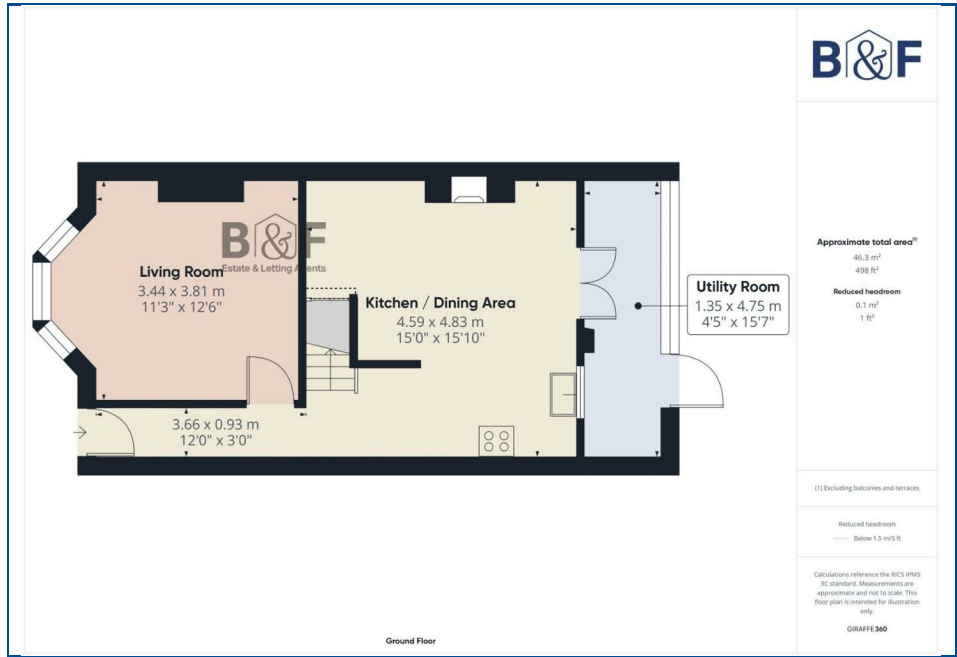 B&F
Approximate total area⁽¹⁾
46.3 m²
498 ft²
Reduced headroom
0.1 m²
1 ft²
(1) Excluding balconies and terraces
Reduced headroom
Below 1.5 m/5 ft
Calculations reference the RICS IPMS
3C standard. Measurements are
approximate and not to scale. This
floor plan is intended for illustration
only.
GIRAFFE360
B&F
Estate & Letting Agents
Living Room
3.44 x 3.81 m
11'3" x 12'6"
Kitchen / Dining Area
4.59 x 4.83 m
15'0" x 15'10"
Utility Room
1.35 x 4.75 m
4'5" x 15'7"
3.66 x 0.93 m
12'0" x 3'0"
Ground Floor